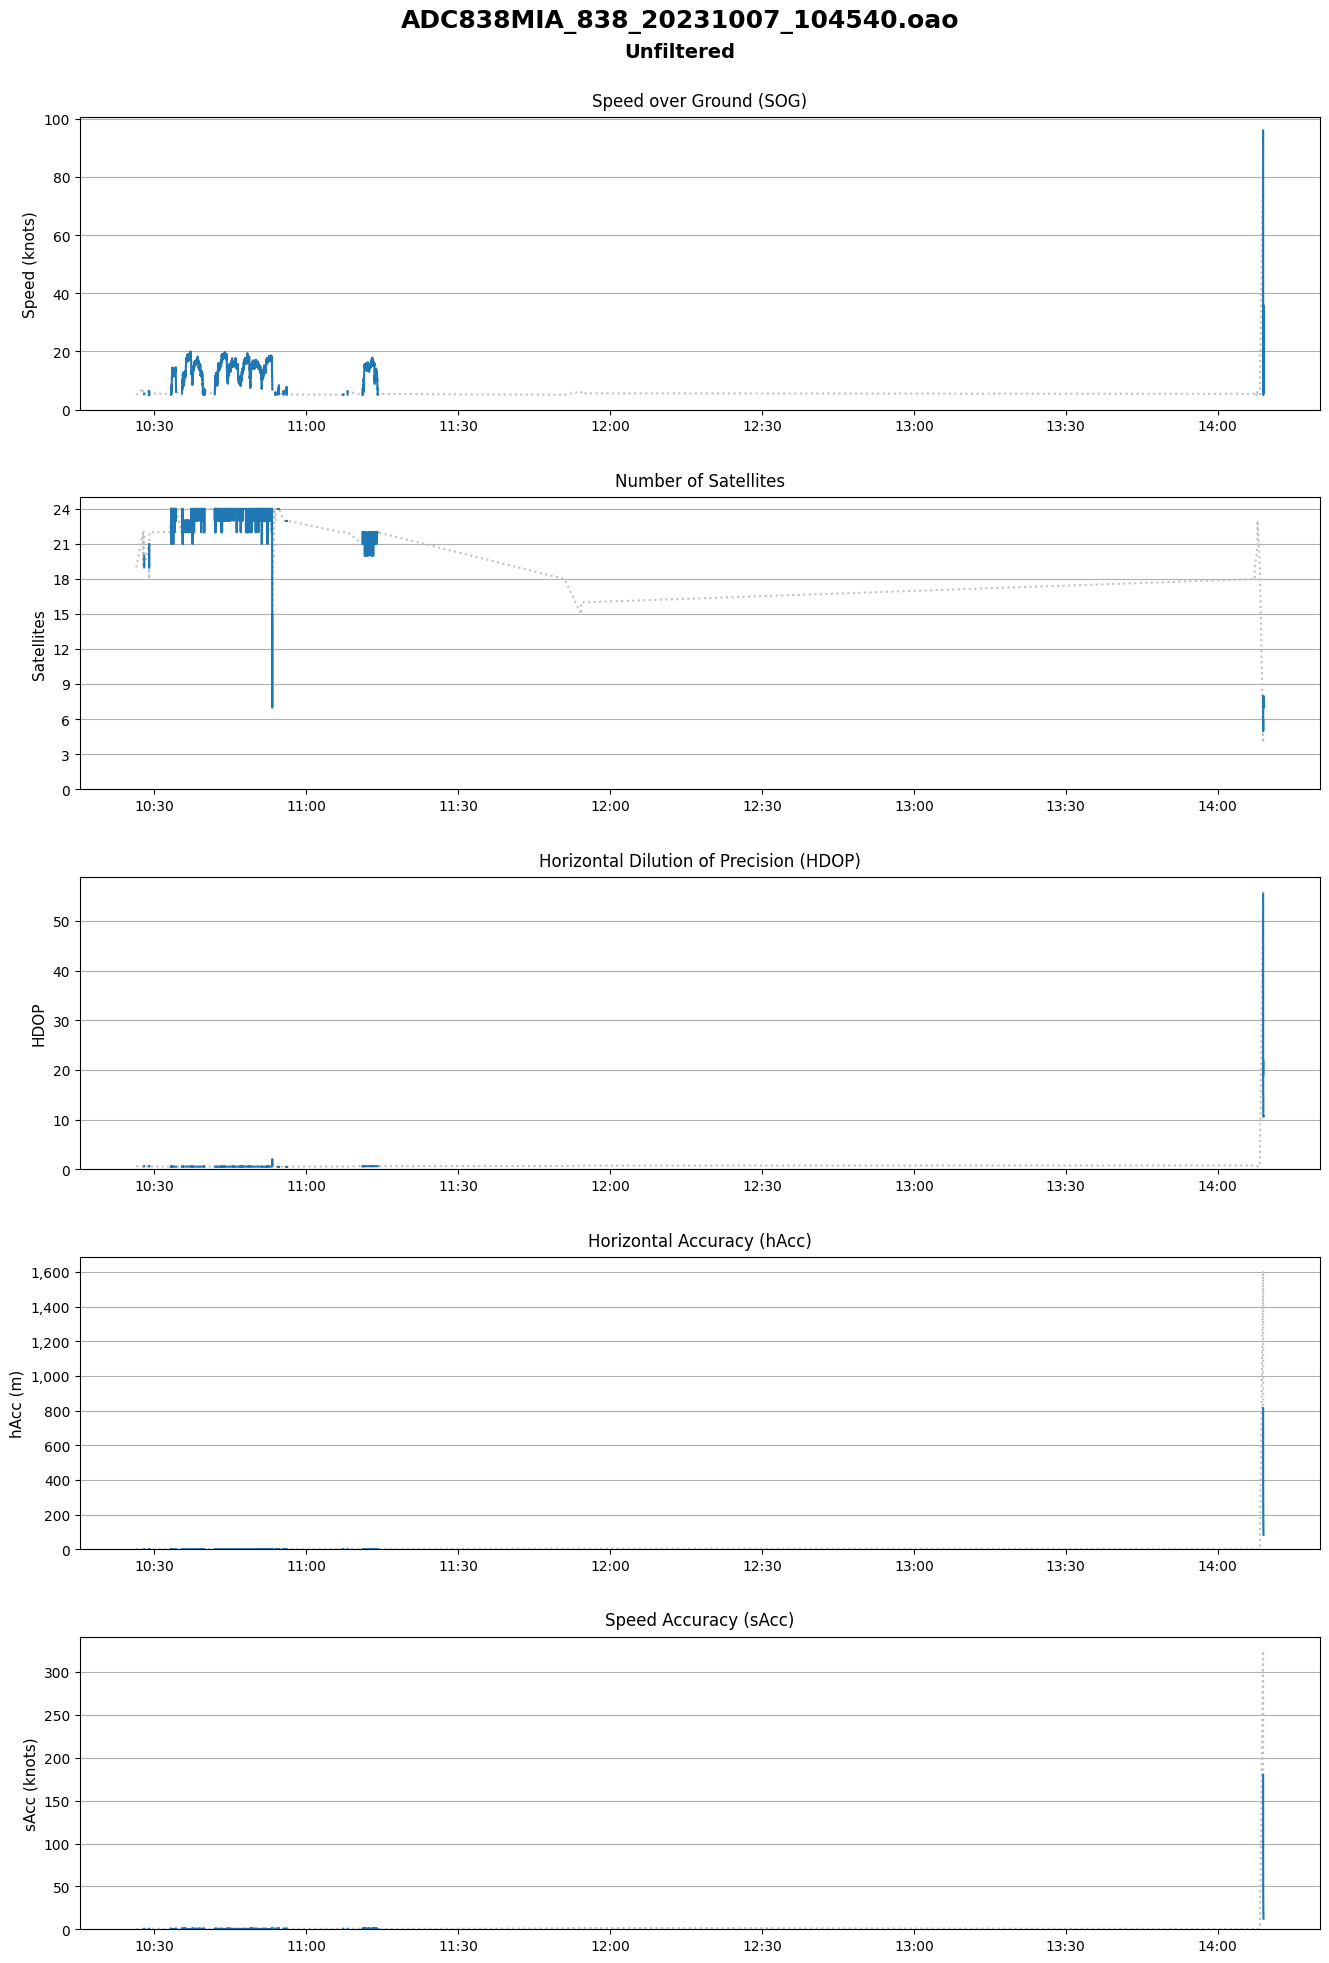 ADC838MIA_838_20231007_104540.oao
Unfiltered
Speed over Ground (SOG)
100
80
60
40
20
0
Speed (knots)
10:30 11:00 11:30 12:00 12:30 13:00 13:30 14:00
Number of Satellites
24
21
18
15
12
9
6
3
0
Satellites
10:30 11:00 11:30 12:00 12:30 13:00 13:30 14:00
Horizontal Dilution of Precision (HDOP)
50
40
30
20
10
0
HDOP
10:30 11:00 11:30 12:00 12:30 13:00 13:30 14:00
Horizontal Accuracy (hAcc)
1,600
1,400
1,200
1,000
800
600
400
200
0
hAcc (m)
10:30 11:00 11:30 12:00 12:30 13:00 13:30 14:00
Speed Accuracy (sAcc)
300
250
200
150
100
50
0
sAcc (knots)
10:30 11:00 11:30 12:00 12:30 13:00 13:30 14:00